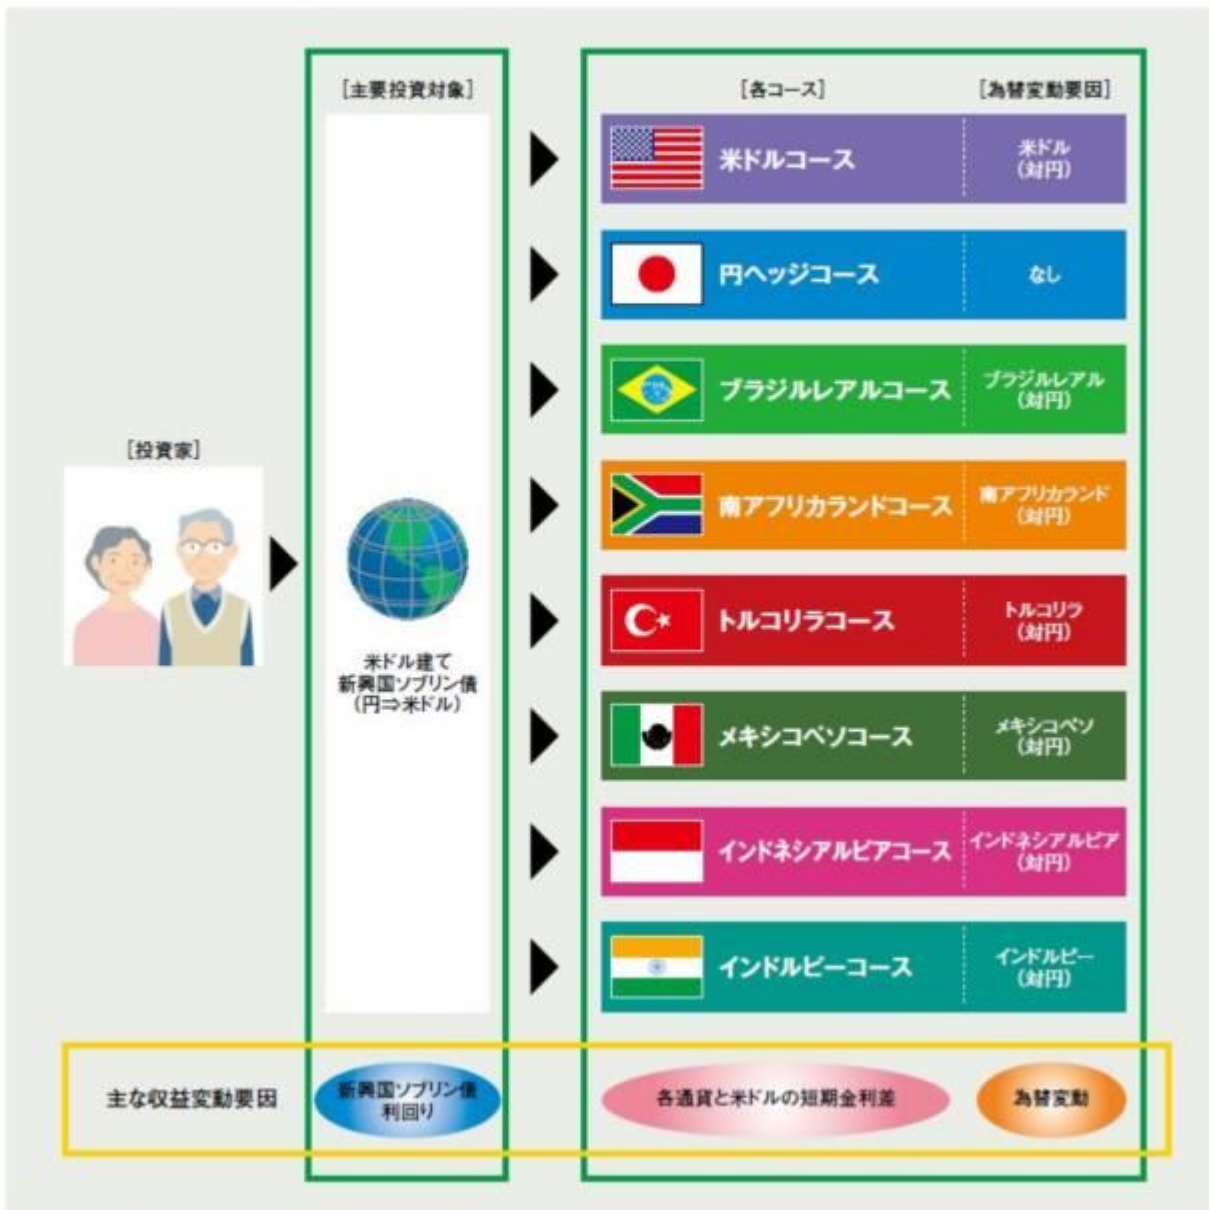 [主要投資対象]
[各コース]
[為替変動要因]
米ドルコース
米ドル
(対円)
円ヘッジコース
なし
ブラジルレアルコース
ブラジルレアル
(対円)
[投資家]
南アフリカランドコース
南アフリカランド
(対円)
トルコリラコース
トルコリラ
(対円)
米ドル建て
新興国ソブリン債
(円⇒米ドル)
メキシコペソコース
メキシコペソ
(対円)
インドネシアルピアコース
インドネシアルピア
(対円)
インドルピーコース
インドルピー
(対円)
主な収益変動要因
新興国ソブリン債
利回り
各通貨と米ドルの短期金利差
為替変動